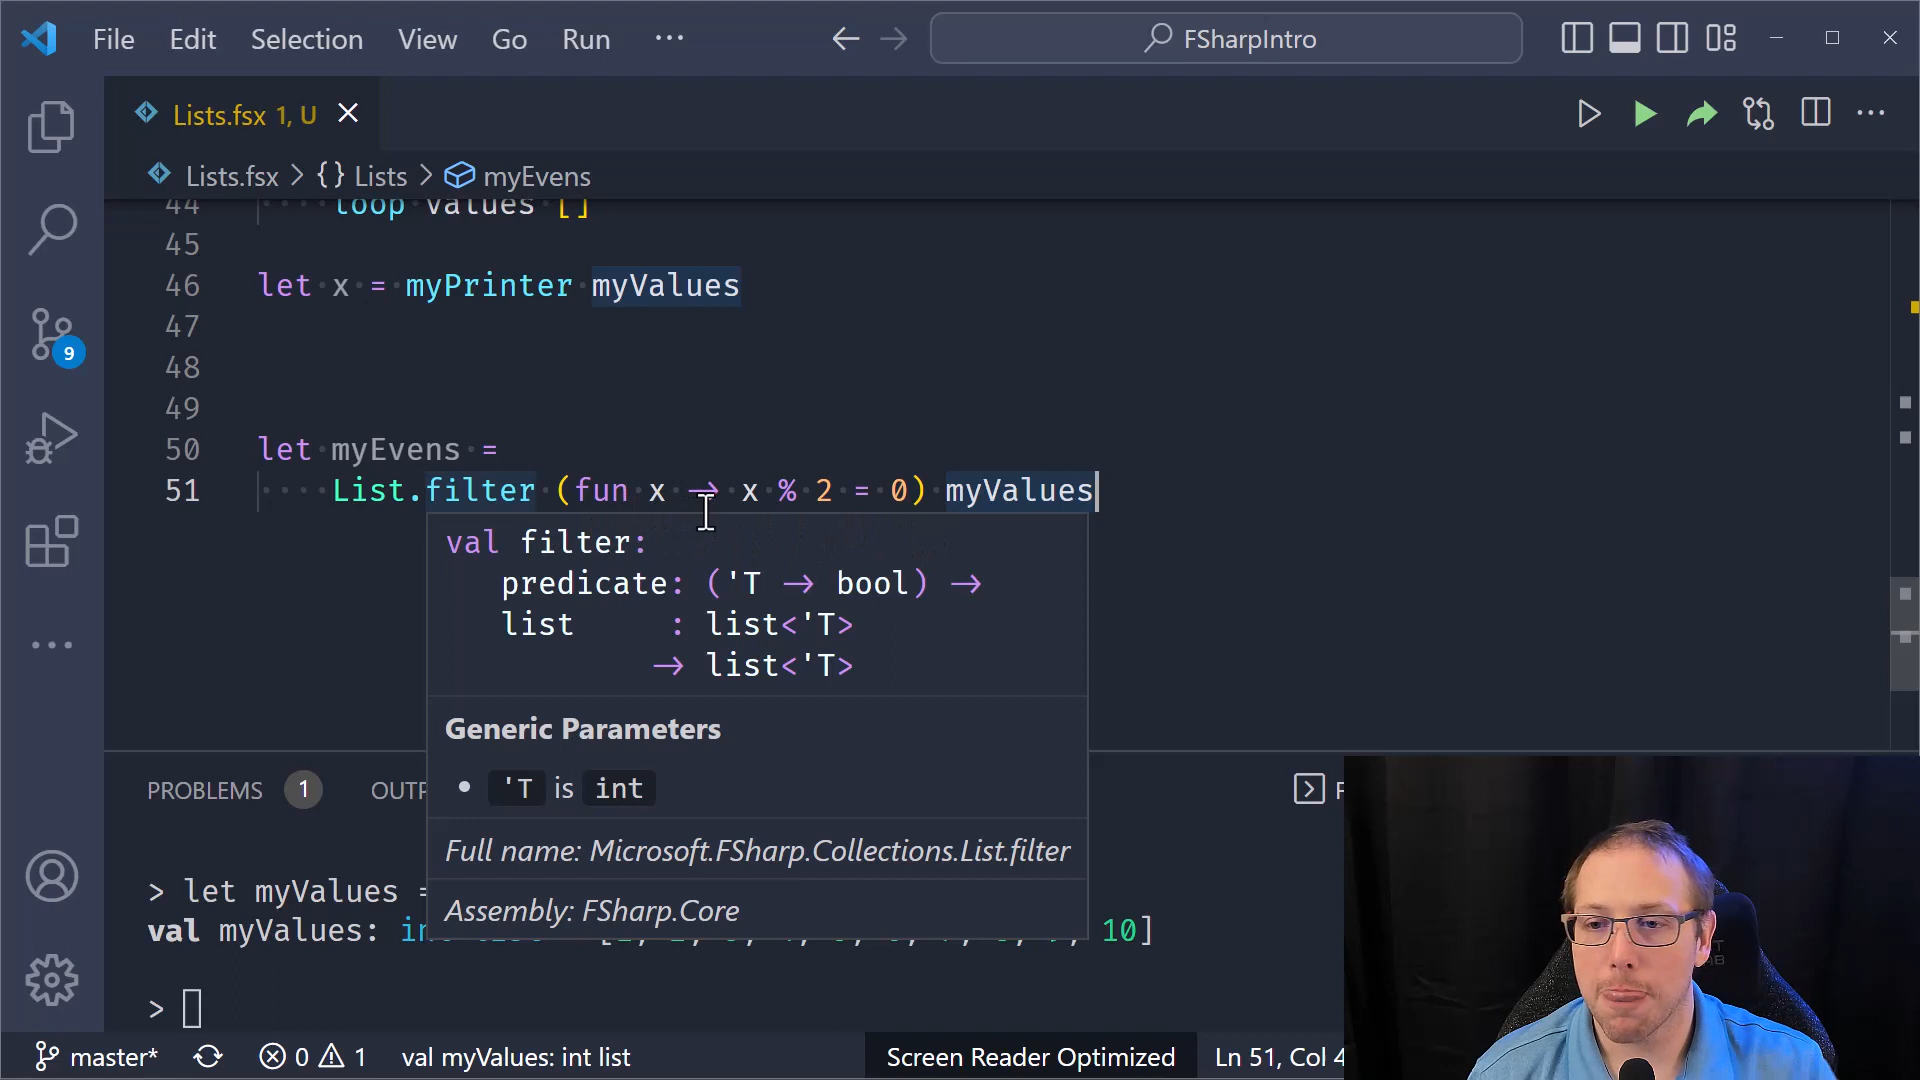 File Edit Selection View Go Run ··· FSharpIntro
Lists.fsx 1, U
Lists.fsx > {} Lists > myEvens
44 loop values []
45
46 let x = myPrinter myValues
47
48
49
50 let myEvens =
51 List.filter (fun x → x % 2 = 0) myValues
val filter:
predicate: ('T → bool) →
list : list<'T>
→ list<'T>
Generic Parameters
• 'T is int
Full name: Microsoft.FSharp.Collections.List.filter
Assembly: FSharp.Core
9
PROBLEMS 1 OUTP
> let myValues =
val myValues: in 10]
>
master* 0 1 val myValues: int list Screen Reader Optimized Ln 51, Col 4